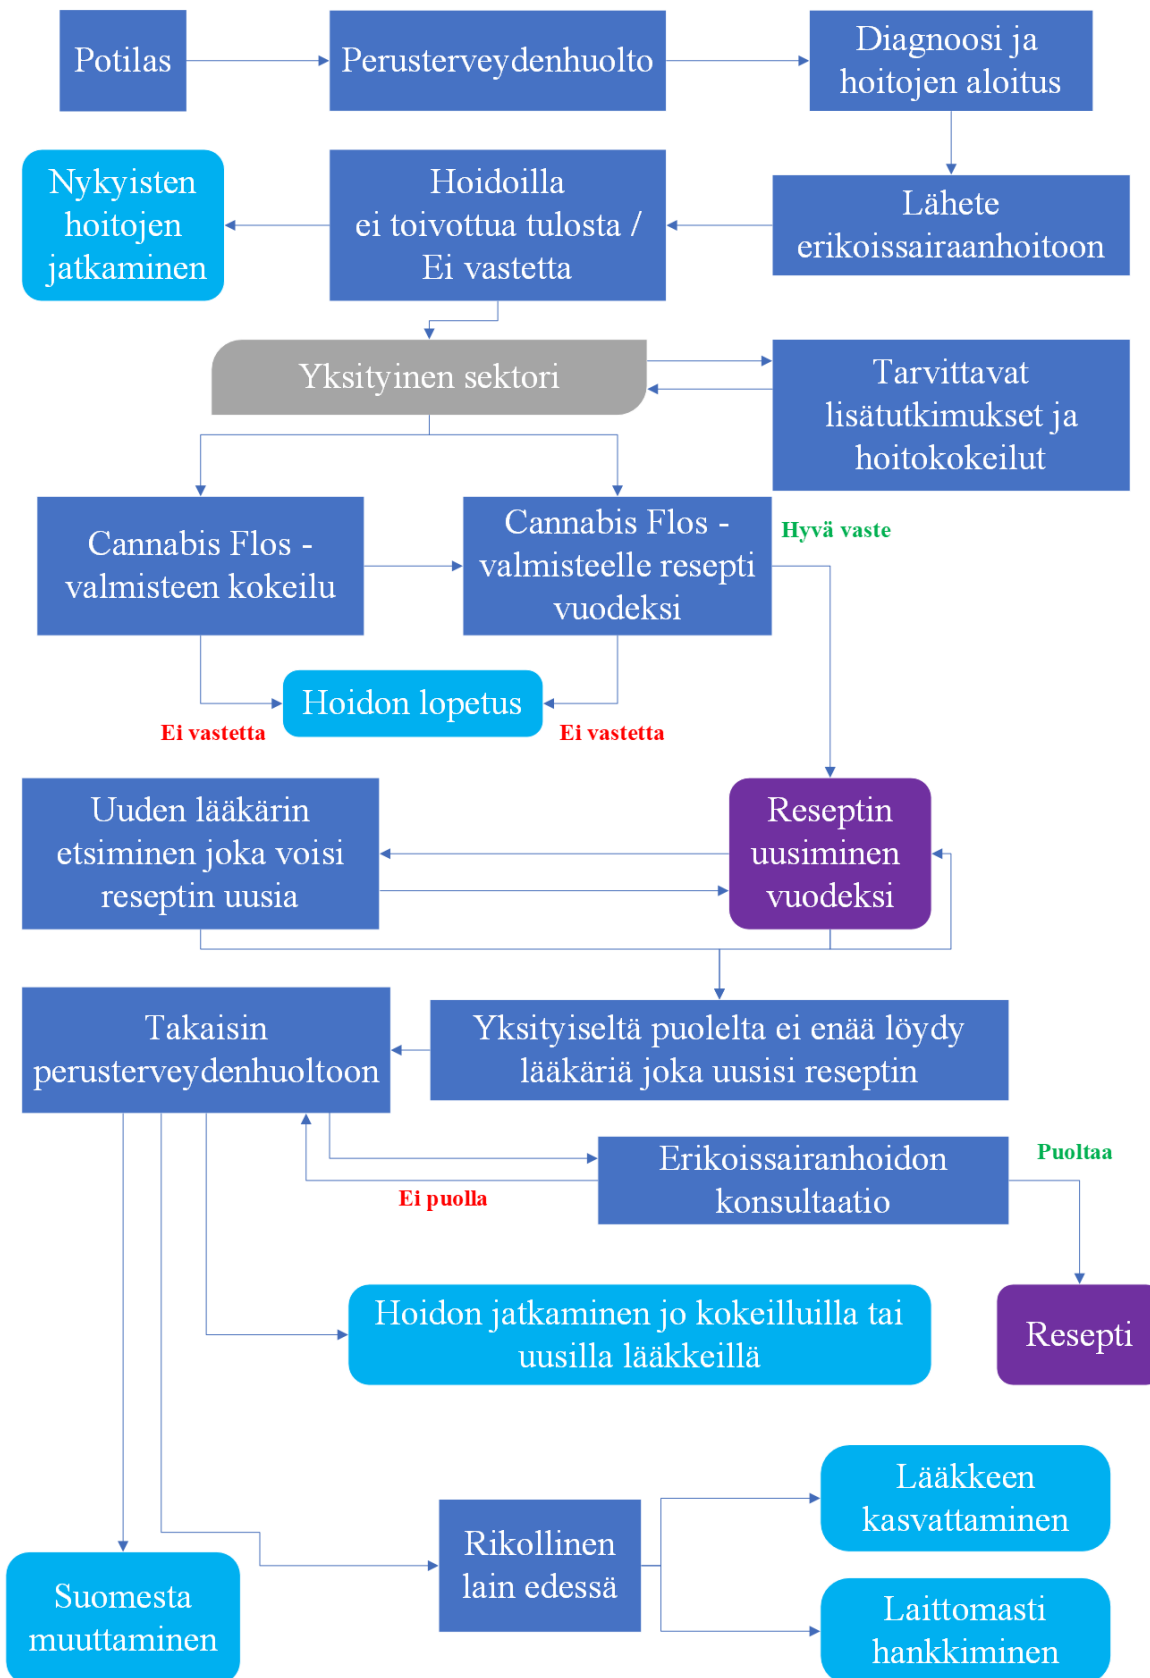 Potilas
Perusterveydenhuolto
Diagnoosi ja
hoitojen aloitus
Nykyisten
hoitojen
jatkaminen
Hoidoilla
ei toivottua tulosta /
Ei vastetta
Lähete
erikoissairaanhoitoon
Yksityinen sektori
Tarvittavat
lisätutkimukset ja
hoitokokeilut
Cannabis Flos -
valmisteen kokeilu
Cannabis Flos -
valmisteelle resepti
vuodeksi
Hyvä vaste
Hoidon lopetus
Ei vastetta
Ei vastetta
Uuden lääkärin
etsiminen joka voisi
reseptin uusia
Reseptin
uusiminen
vuodeksi
Takaisin
perusterveydenhuoltoon
Yksityiseltä puolelta ei enää löydy
lääkäriä joka uusisi reseptin
Erikoissairanhoidon
konsultaatio
Puoltaa
Ei puolla
Hoidon jatkaminen jo kokeilluilla tai
uusilla lääkkeillä
Resepti
Lääkkeen
kasvattaminen
Rikollinen
lain edessä
Suomesta
muuttaminen
Laittomasti
hankkiminen